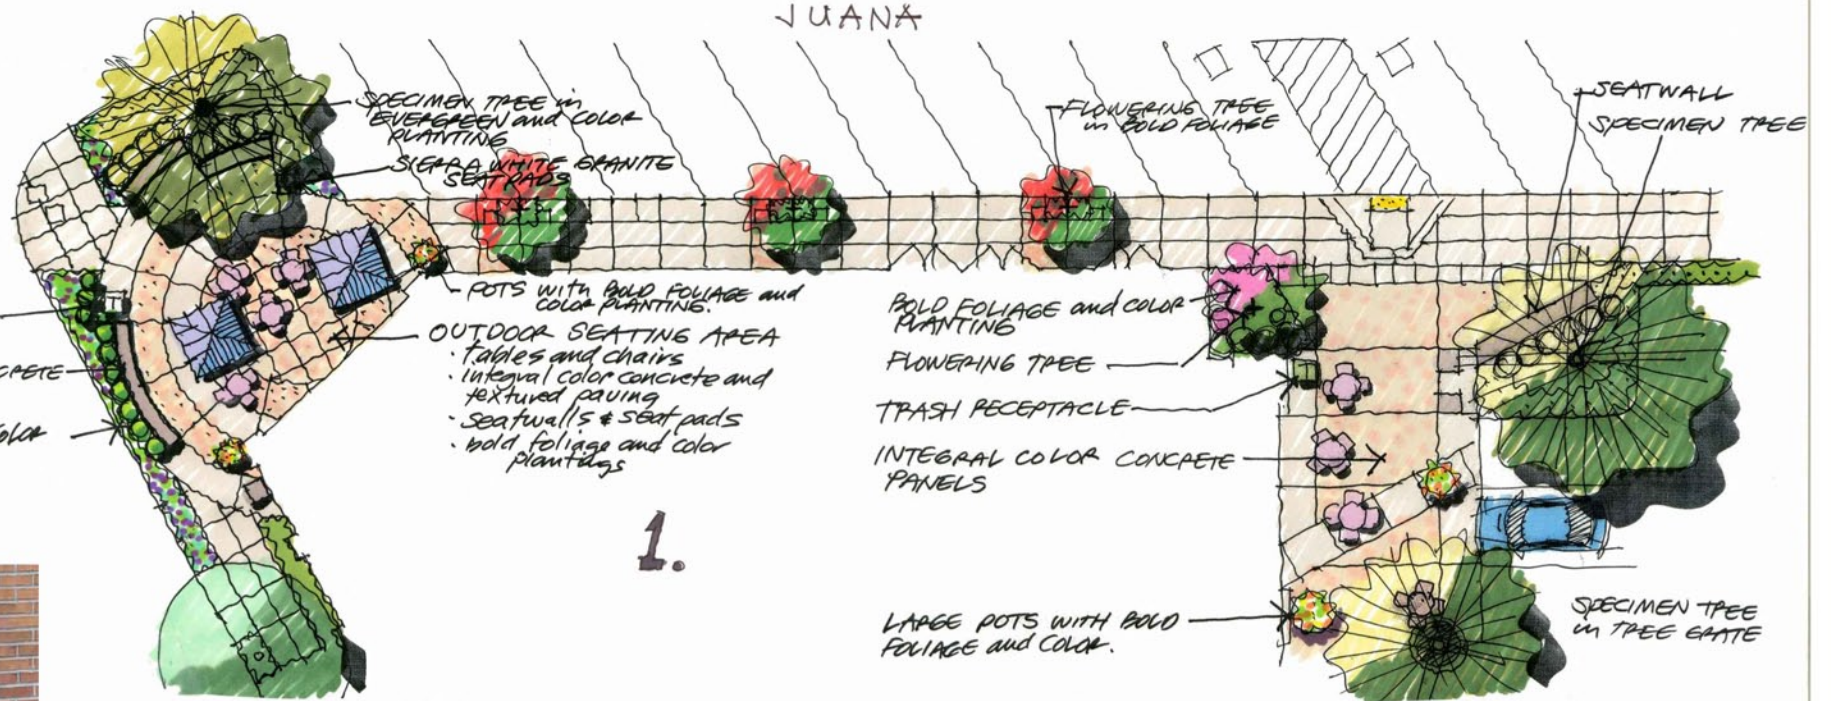 JUANA
SPECIMEN TREE in
EVERGREEN and COLOR
PLANTING
SIERRA WHITE GRANITE
SEAT PADS
FLOWERING TREE
in BOLD FOLIAGE
SEATWALL
SPECIMEN TREE
POTS with BOLD FOLIAGE and
COLOR PLANTING.
OUTDOOR SEATING AREA
· tables and chairs
· integral color concrete and
textured paving
· seatwalls & seat pads
· bold foliage and color
plantings
BOLD FOLIAGE and COLOR
PLANTING
FLOWERING TREE
TRASH RECEPTACLE
INTEGRAL COLOR CONCRETE
PANELS
LARGE POTS WITH BOLD
FOLIAGE and COLOR.
SPECIMEN TREE
in TREE GRATE
CRETE
OLOR
1.